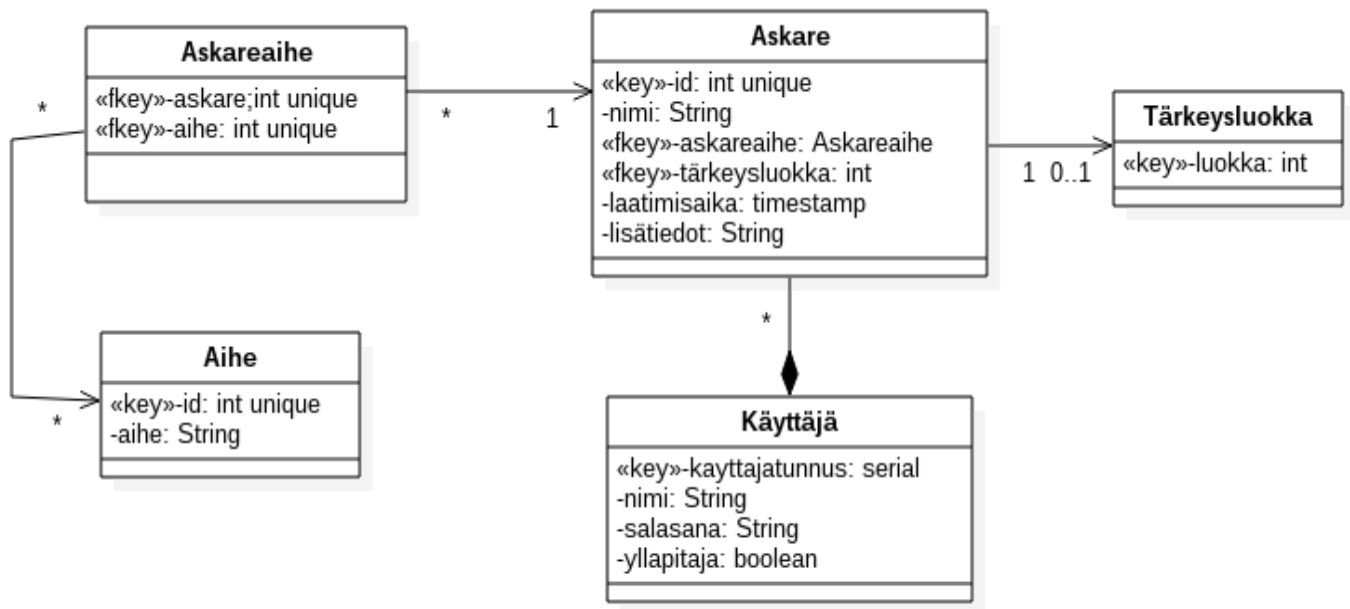 Askareaihe
«fkey»-askare;int unique
«fkey»-aihe: int unique
*
*
1
Askare
«key»-id: int unique
-nimi: String
«fkey»-askareaihe: Askareaihe
«fkey»-tärkeysluokka: int
-laatimisaika: timestamp
-lisätiedot: String
1 0..1
Tärkeysluokka
«key»-luokka: int
*
*
Aihe
«key»-id: int unique
-aihe: String
Käyttäjä
«key»-kayttajatunnus: serial
-nimi: String
-salasana: String
-yllapitaja: boolean